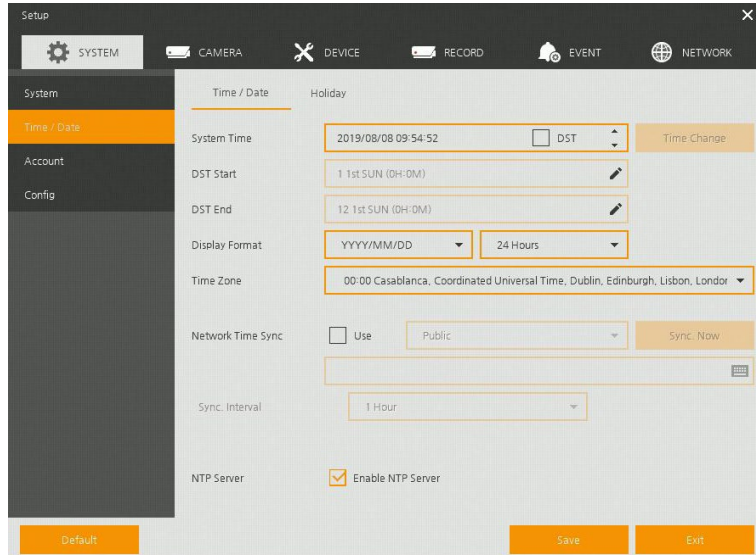 Setup
SYSTEM CAMERA DEVICE RECORD EVENT NETWORK
System
Time / Date
Account
Config
Time / Date Holiday
System Time 2019/08/08 09:54:52 DST Time Change
DST Start 1 1st SUN (0H:0M)
DST End 12 1st SUN (0H:0M)
Display Format YYYY/MM/DD 24 Hours
Time Zone 00:00 Casablanca, Coordinated Universal Time, Dublin, Edinburgh, Lisbon, Londor
Network Time Sync Use Public Sync. Now
Sync. Interval 1 Hour
NTP Server Enable NTP Server
Default Save Exit